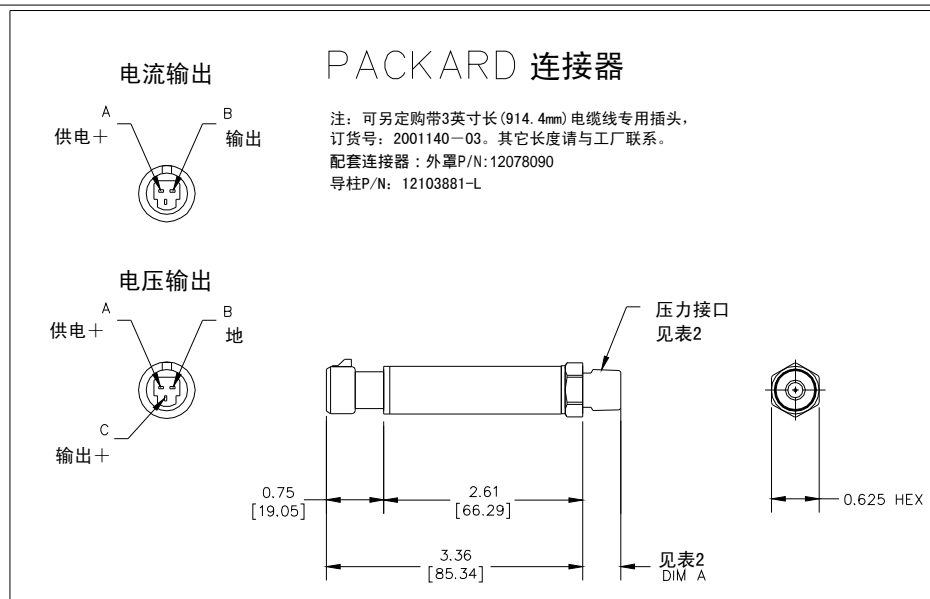 电流输出
A
供电＋
B
输出
PACKARD 连接器
注：可另定购带3英寸长(914.4mm)电缆线专用插头，
订货号：2001140－03。其它长度请与工厂联系。
配套连接器：外罩P/N:12078090
导柱P/N：12103881-L
电压输出
A
供电＋
B
地
C
输出＋
压力接口
见表2
0.75
[19.05]
2.61
[66.29]
3.36
[85.34]
见表2
DIM A
0.625 HEX